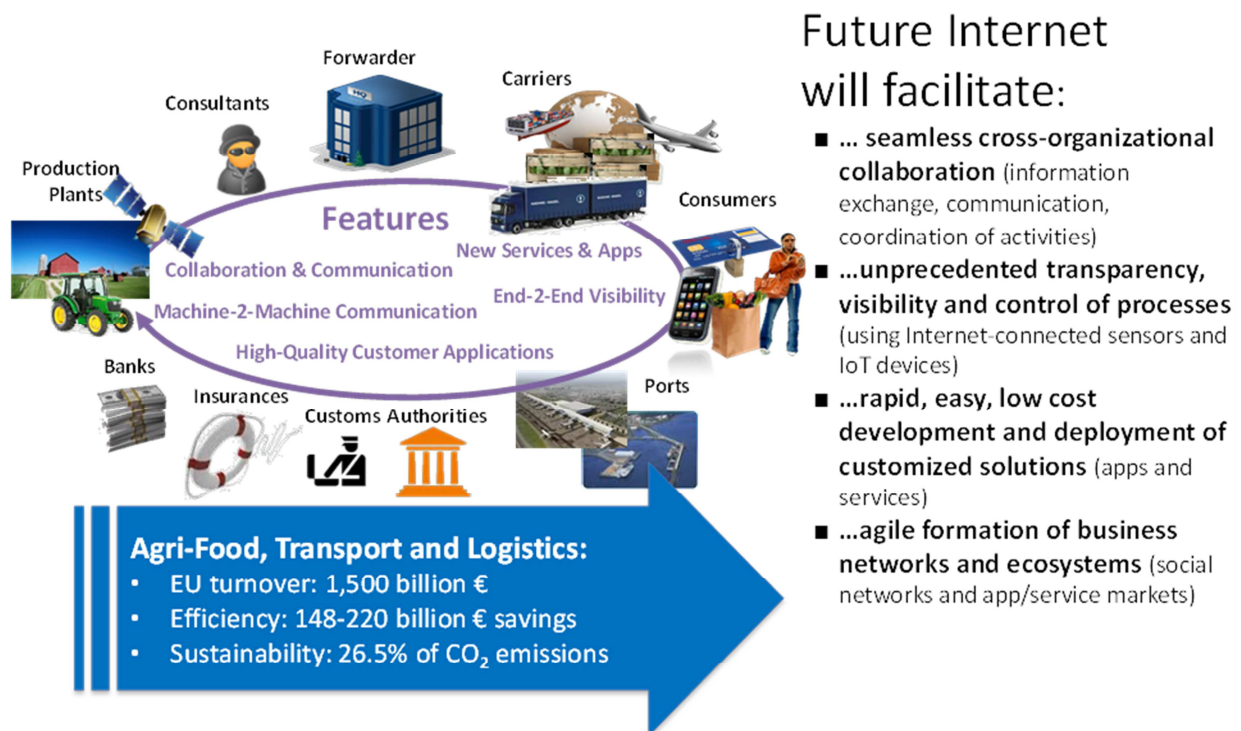 Forwarder
Consultants
Carriers
Production
Plants
Consumers
HQ
Features
New Services & Apps
Collaboration & Communication
End-2-End Visibility
Machine-2-Machine Communication
High-Quality Customer Applications
Banks
Insurances
Customs Authorities
Ports
Agri-Food, Transport and Logistics:
• EU turnover: 1,500 billion €
• Efficiency: 148-220 billion € savings
• Sustainability: 26.5% of CO₂ emissions
Future Internet
will facilitate:
■ ... seamless cross-organizational
collaboration (information
exchange, communication,
coordination of activities)
■ ...unprecedented transparency,
visibility and control of processes
(using Internet-connected sensors and
IoT devices)
■ ...rapid, easy, low cost
development and deployment of
customized solutions (apps and
services)
■ ...agile formation of business
networks and ecosystems (social
networks and app/service markets)